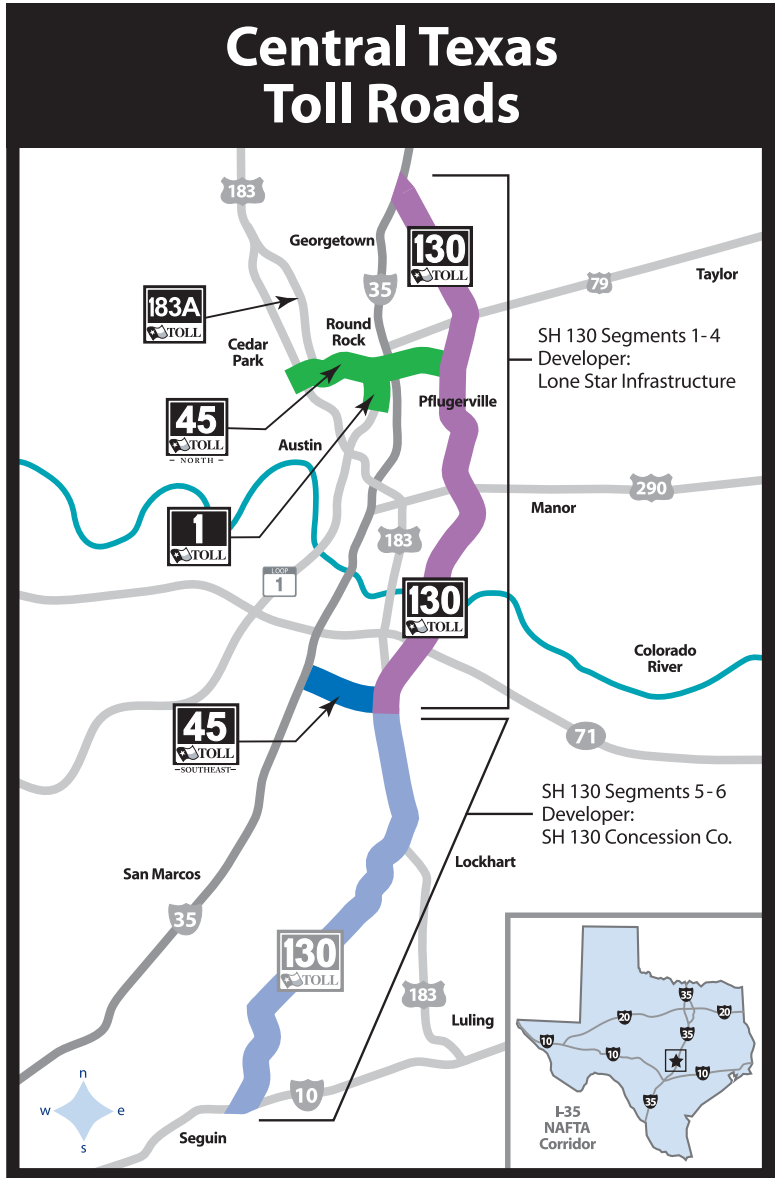 Central Texas
Toll Roads
183
Georgetown
130
TOLL
35
79
Taylor
183A
TOLL
Round
Rock
Cedar
Park
SH 130 Segments 1-4
Developer:
Lone Star Infrastructure
45
TOLL
NORTH
Pflugerville
Austin
290
Manor
1
TOLL
183
LOOP
1
130
TOLL
Colorado
River
45
TOLL
SOUTHEAST
71
SH 130 Segments 5-6
Developer:
SH 130 Concession Co.
Lockhart
San Marcos
35
130
TOLL
183
Luling
10
Seguin
n
w
e
s
35
20
20
35
10
10
10
35
I-35
NAFTA
Corridor